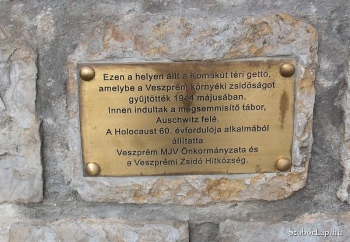 Ezen a helyen állt a Komakút téri gettó,
amelybe a Veszprém környéki zsidóságot
gyűjtötték 1944 májusában.
Innen indultak a megsemmisítő tábor,
Auschwitz felé.
A Holocaust 60. évfordulója alkalmából
állíttatta
Veszprém MJV Önkormányzata és
a Veszprémi Zsidó Hitközség.
SzoborLap.hu